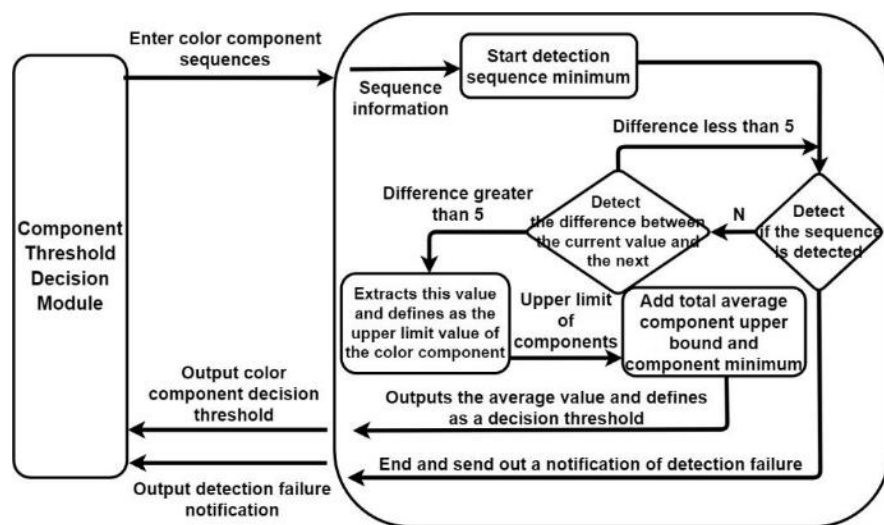 Enter color component
sequences
Component
Threshold
Decision
Module
Sequence
information
Start detection
sequence minimum
Difference less than 5
Difference greater
than 5
Detect
the difference between
the current value and
the next
N
Detect
if the sequence
is detected
Extracts this value
and defines as the
upper limit value of
the color component
Upper limit
of
components
Add total average
component upper
bound and
component minimum
Output color
component decision
threshold
Outputs the average value and defines
as a decision threshold
End and send out a notification of detection failure
Output detection failure
notification